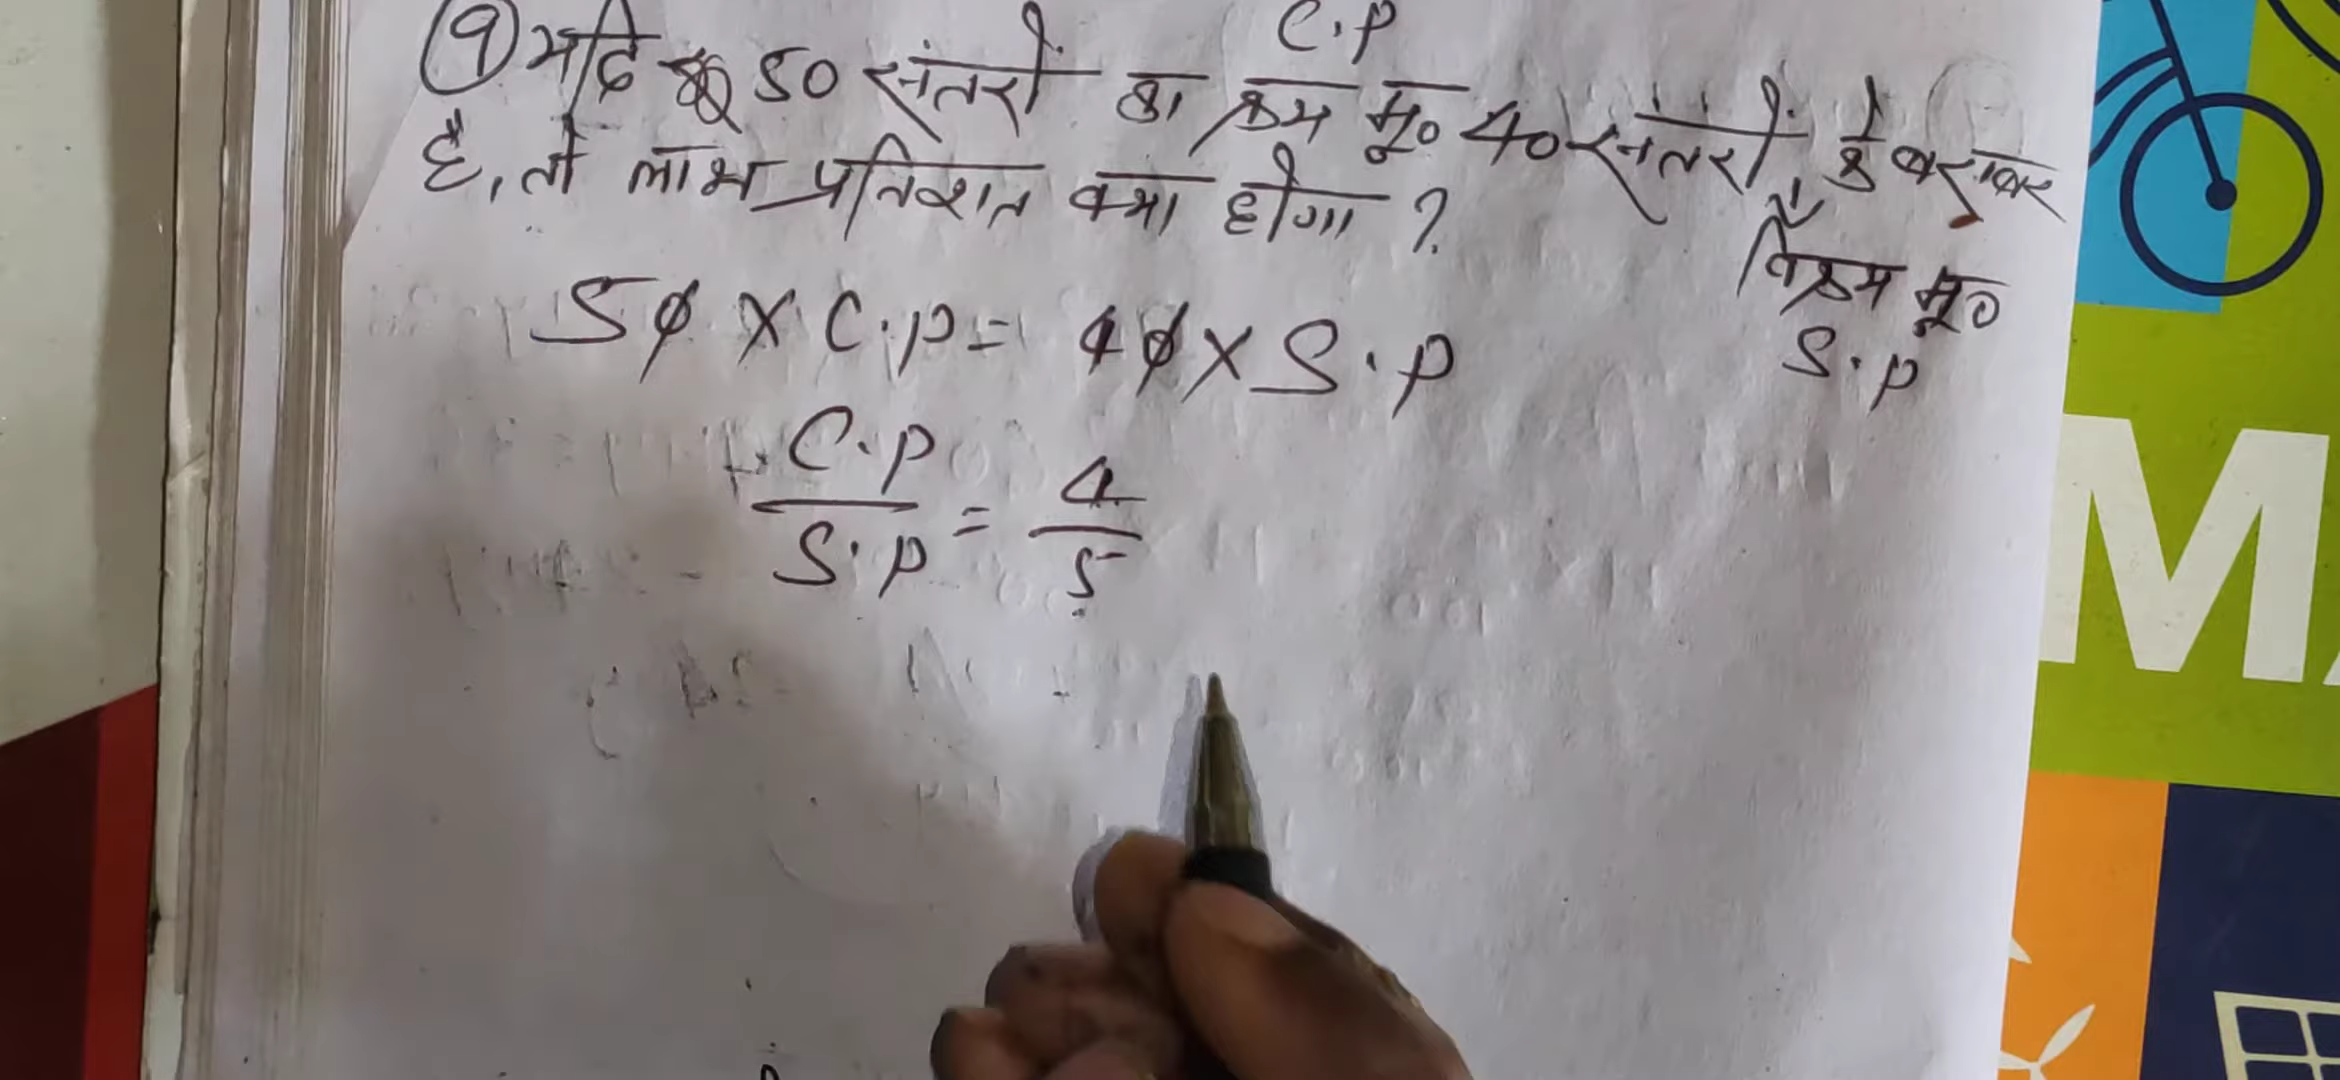 C.P
9 यदि 50 संतरों का क्रय मू० 40 संतरों के बराबर
है, तो लाभ प्रतिशत क्या होगा ?
विक्रय मू०
S.P
50 X C.P = 40 X S.P
C.P
S.P
=
4
5
M